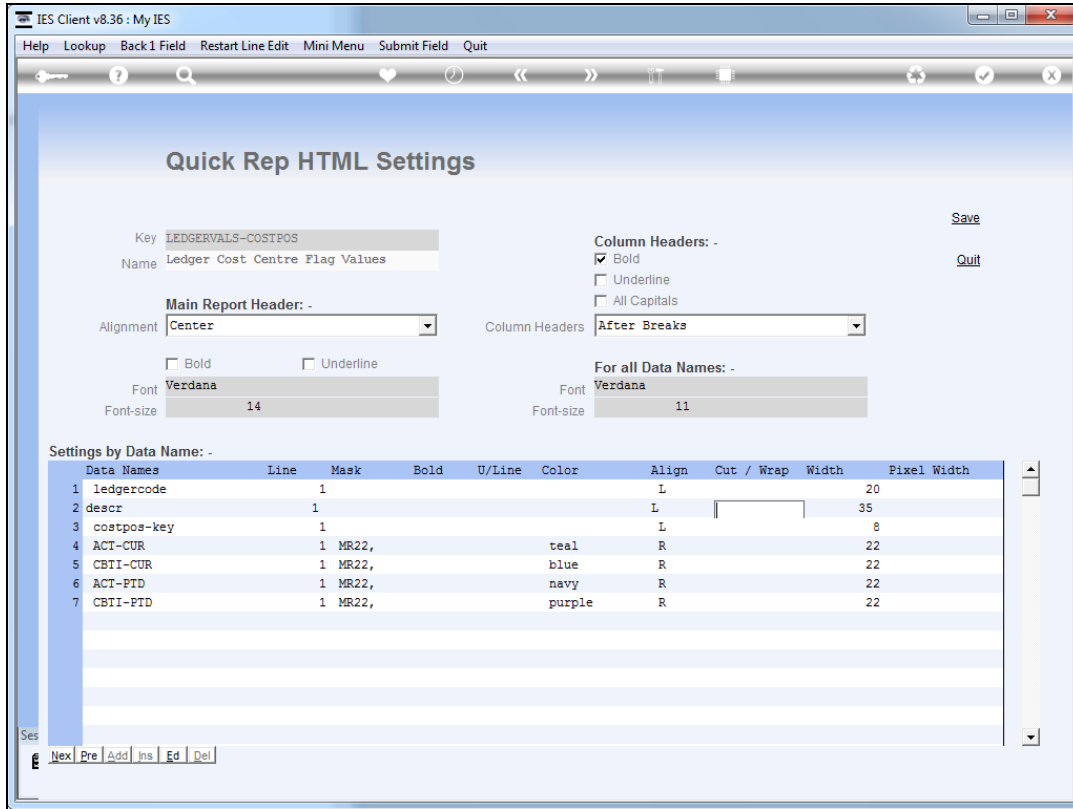 IES Client v8.36 : My IES
Help Lookup Back 1 Field Restart Line Edit Mini Menu Submit Field Quit
Quick Rep HTML Settings
Save
Key LEDGERVALS-COSTPOS
Column Headers: -
Name Ledger Cost Centre Flag Values
Bold
Quit
Underline
Main Report Header: -
All Capitals
Alignment Center
Column Headers After Breaks
Bold Underline
For all Data Names: -
Font Verdana
Font Verdana
Font-size 14
Font-size 11
Settings by Data Name: -
Data Names Line Mask Bold U/Line Color Align Cut / Wrap Width Pixel Width
1 ledgercode 1 L 20
2 descr 1 L 35
3 costpos-key 1 L 8
4 ACT-CUR 1 MR22, teal R 22
5 CBTI-CUR 1 MR22, blue R 22
6 ACT-PTD 1 MR22, navy R 22
7 CBTI-PTD 1 MR22, purple R 22
Ses
Nex Pre Add Ins Ed Del